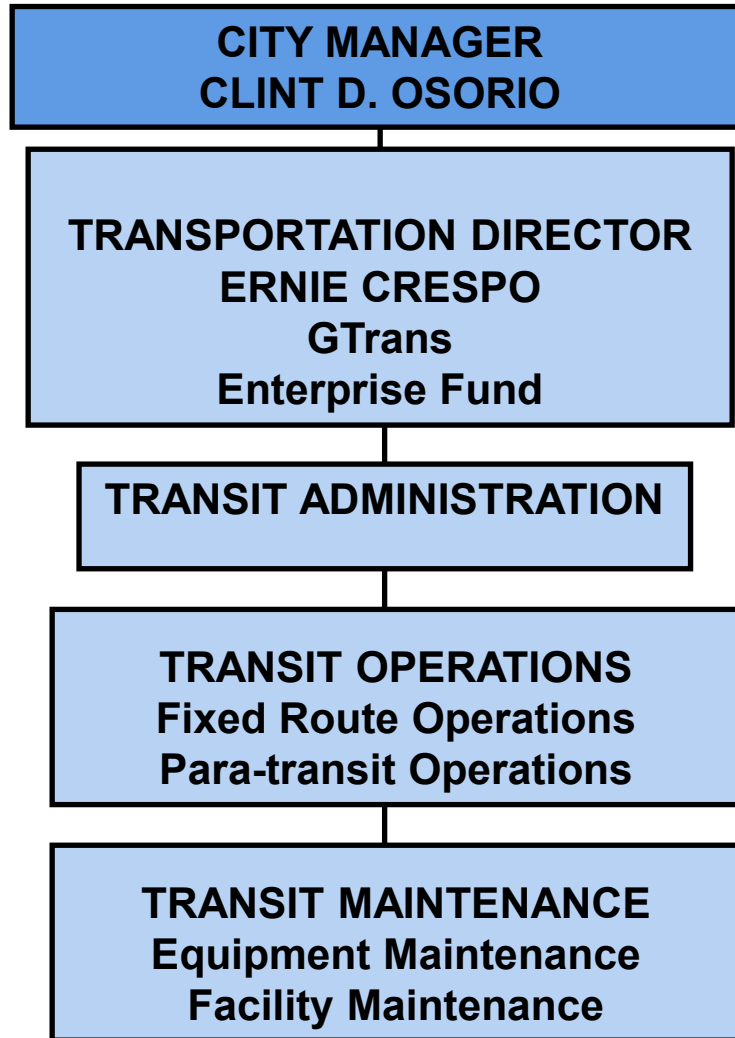 CITY MANAGER
CLINT D. OSORIO
TRANSPORTATION DIRECTOR
ERNIE CRESPO
GTrans
Enterprise Fund
TRANSIT ADMINISTRATION
TRANSIT OPERATIONS
Fixed Route Operations
Para-transit Operations
TRANSIT MAINTENANCE
Equipment Maintenance
Facility Maintenance